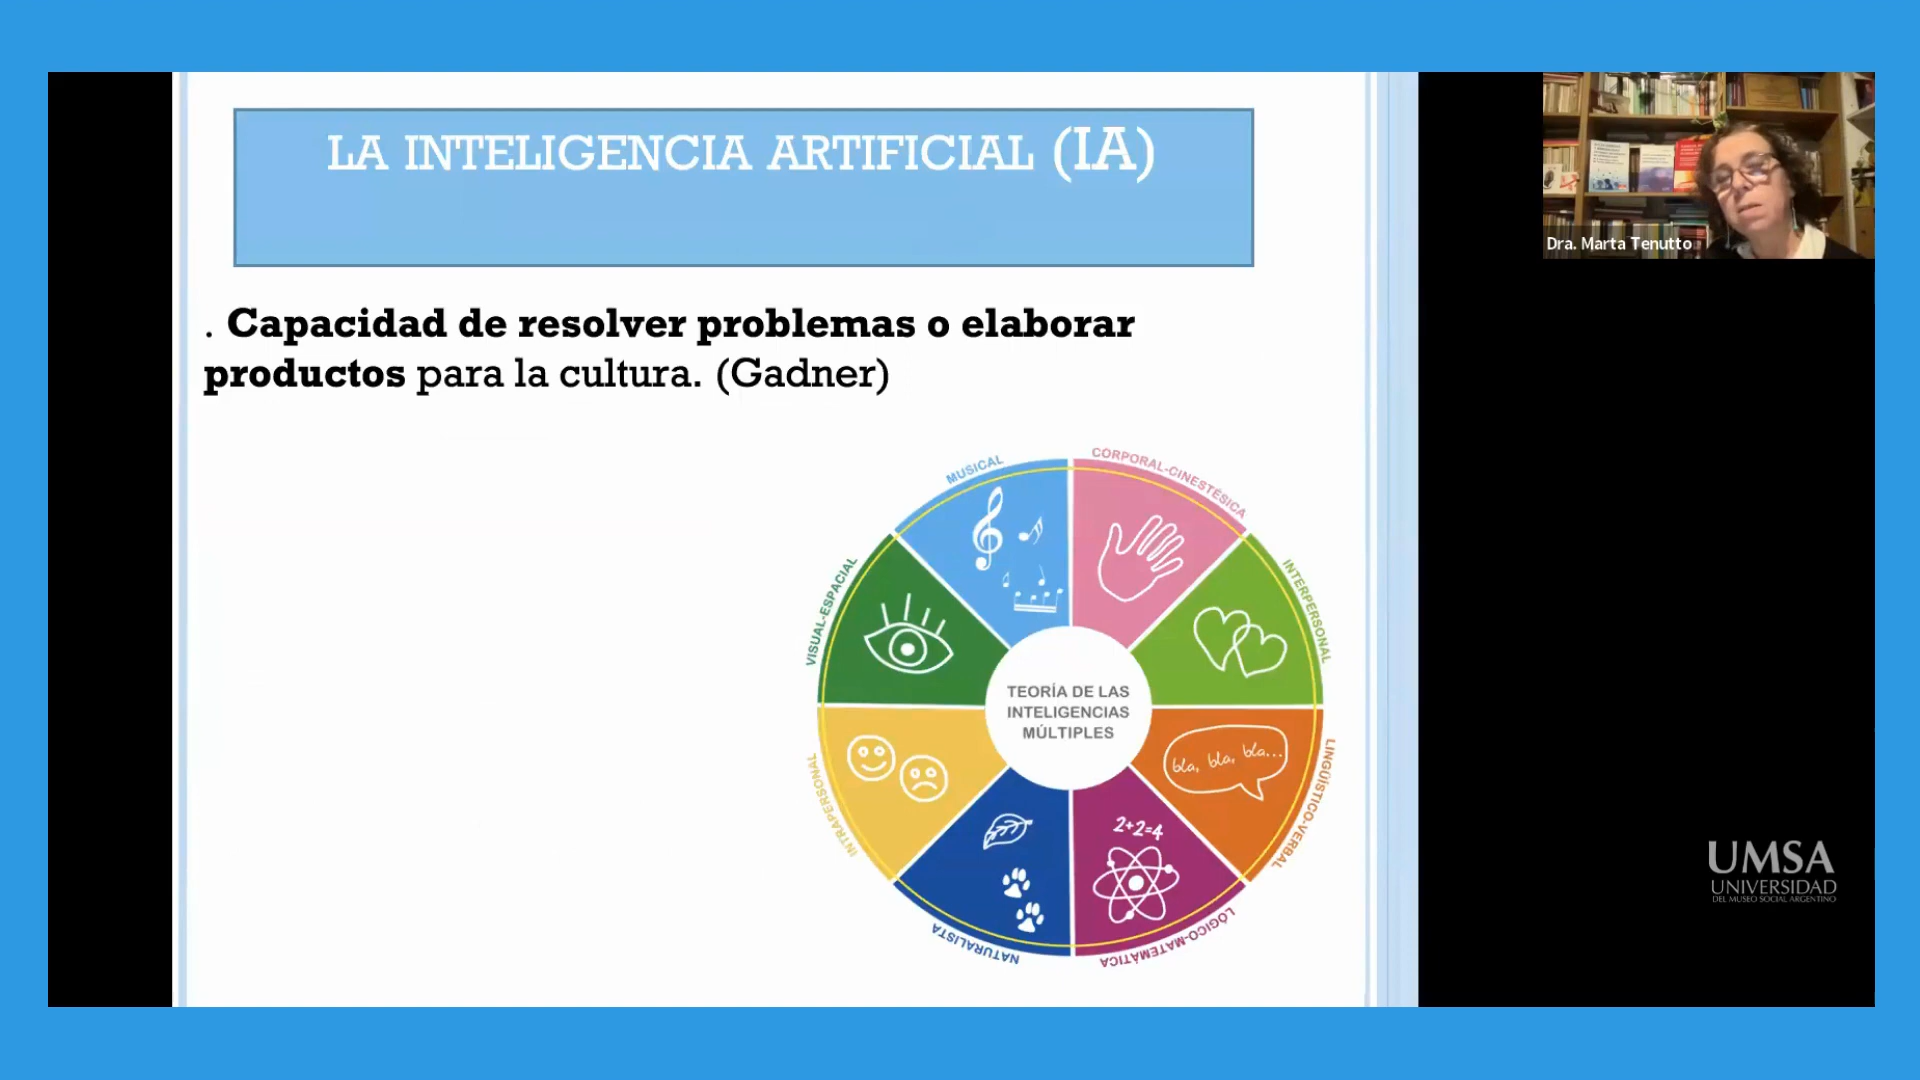 LA INTELIGENCIA ARTIFICIAL (IA)
. Capacidad de resolver problemas o elaborar
productos para la cultura. (Gadner)
MUSICAL
CORPORAL-CINESTÉSICA
VISUAL-ESPACIAL
INTERPERSONAL
TEORÍA DE LAS
INTELIGENCIAS
MÚLTIPLES
bla, bla, bla...
INTRAPERSONAL
LINGÜÍSTICO-VERBAL
2+2=4
NATURALISTA
LÓGICO-MATEMÁTICA
Dra. Marta Tenutto
UMSA
UNIVERSIDAD
DEL MUSEO SOCIAL ARGENTINO